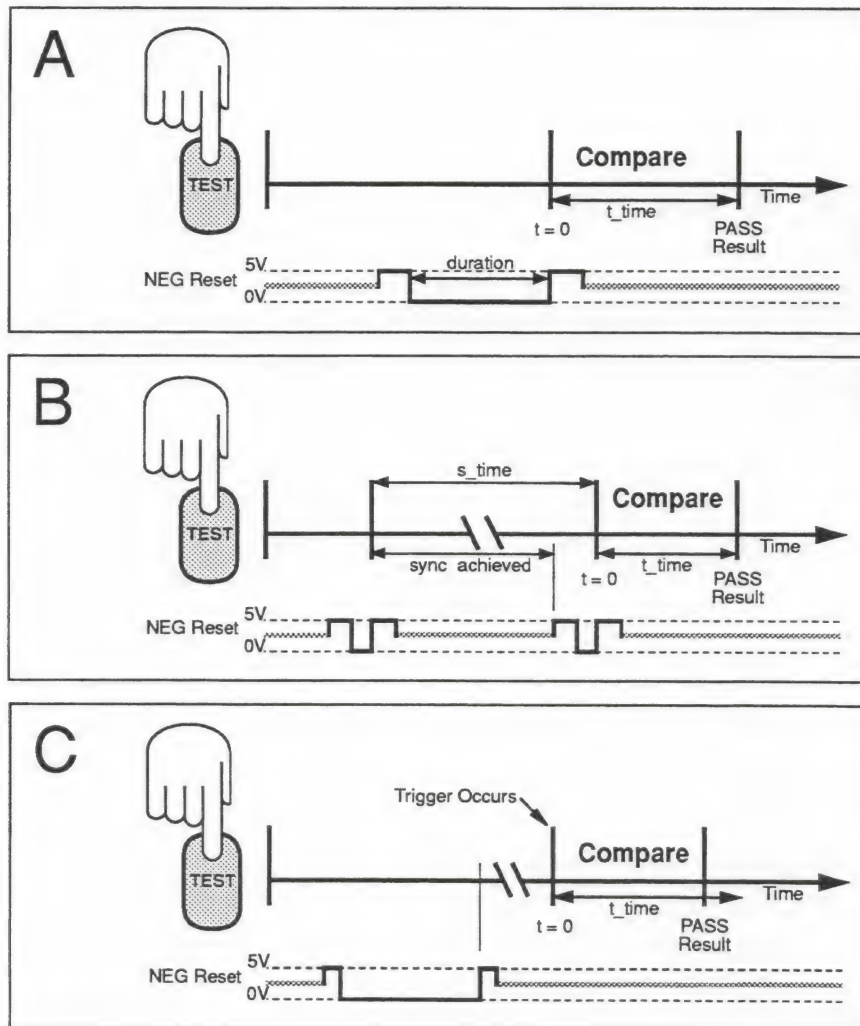 A
TEST
Compare
Time
t_time
t = 0
PASS
Result
5V
duration
NEG Reset
0V
B
s_time
TEST
Compare
Time
sync achieved
t = 0
t_time
PASS
Result
5V
NEG Reset
0V
C
Trigger Occurs
TEST
Compare
Time
t_time
t = 0
PASS
Result
5V
NEG Reset
0V